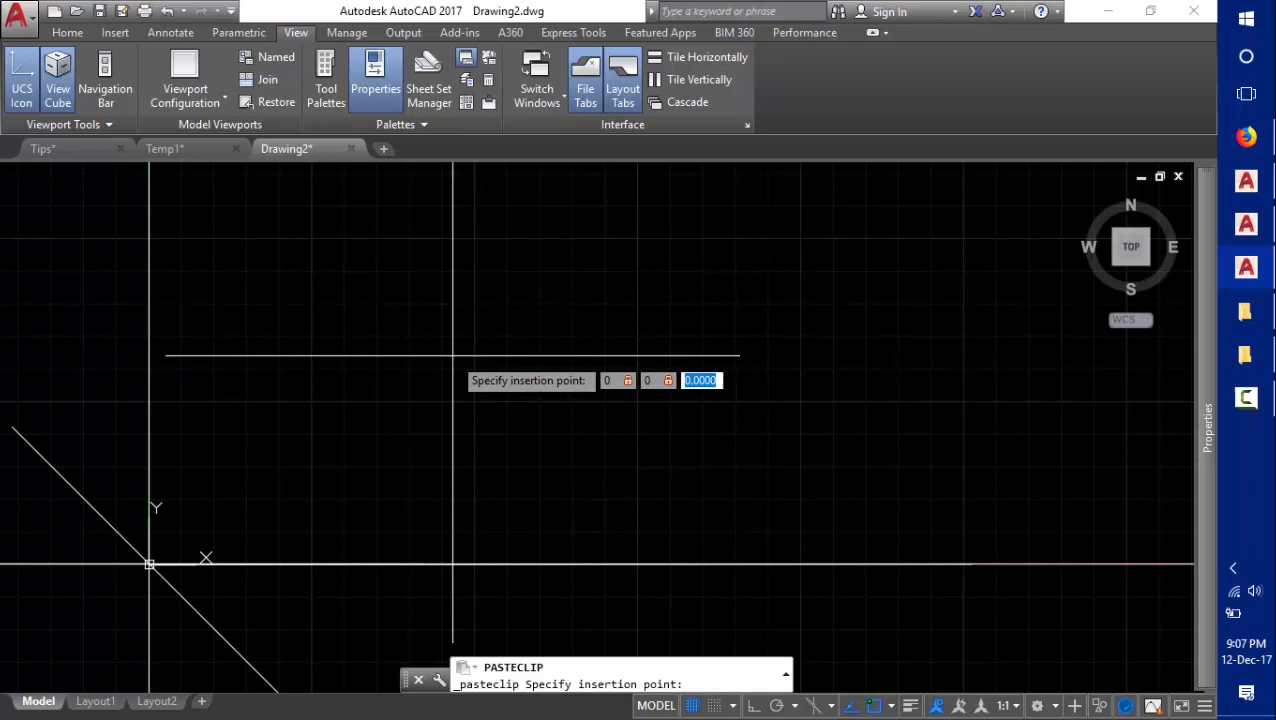 Autodesk AutoCAD 2017 Drawing2.dwg
Type a keyword or phrase
Sign In
Home Insert Annotate Parametric View Manage Output Add-ins A360 Express Tools Featured Apps BIM 360 Performance
UCS Icon
View Cube
Navigation Bar
Viewport Configuration
Named
Join
Restore
Tool Palettes
Properties
Sheet Set Manager
Switch Windows
File Tabs
Layout Tabs
Tile Horizontally
Tile Vertically
Cascade
Viewport Tools Model Viewports Palettes Interface
Tips* Temp1* Drawing2*
N
W TOP E
S
WCS
Specify insertion point: 0 0 0.0000
Properties
Y
X
PASTECLIP
_pasteclip Specify insertion point:
Model Layout1 Layout2
MODEL
1:1
9:07 PM
12-Dec-17